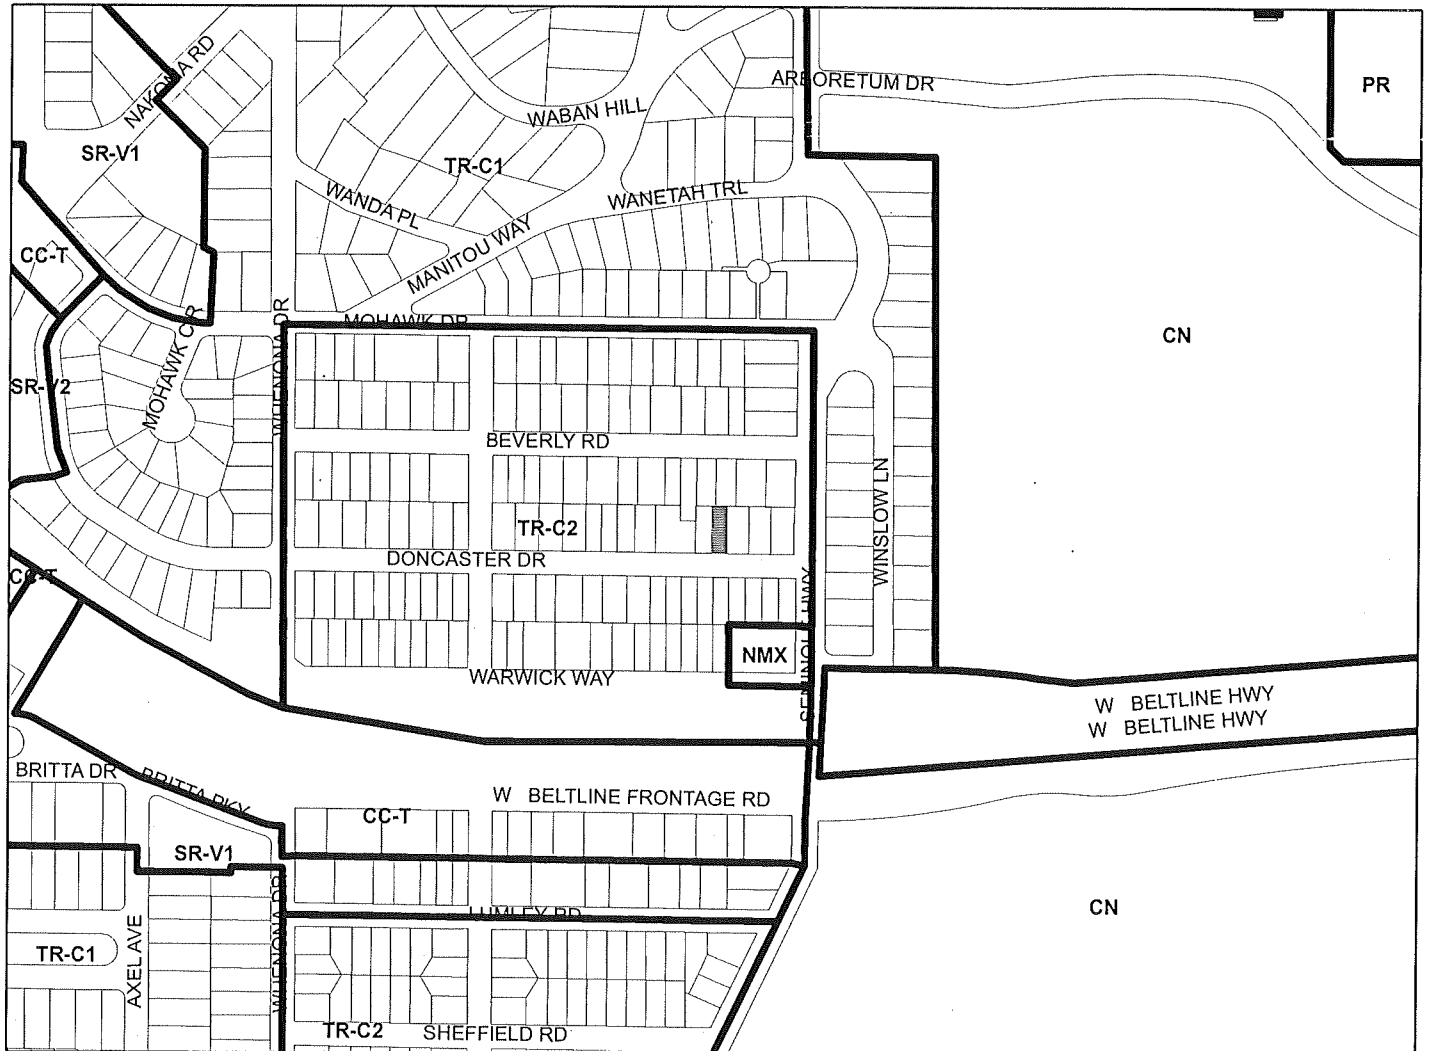 NAKOMA RD
ARBORETUM DR
PR
WABAN HILL
SR-V1
TR-C1
WANDA PL
WANETAH TRL
MANITOU WAY
CC-T
MOHAWK DR
WUENONA DR
MOHAWK CIR
CN
SR-V2
BEVERLY RD
WINSLOW LN
TR-C2
DONCASTER DR
CC-T
SEMINOLE HWY
NMX
WARWICK WAY
W BELTLINE HWY
W BELTLINE HWY
BRITTA DR
BRITTA PKY
W BELTLINE FRONTAGE RD
CC-T
SR-V1
WUENONA DR
LUMLEY RD
CN
AXEL AVE
TR-C1
TR-C2
SHEFFIELD RD